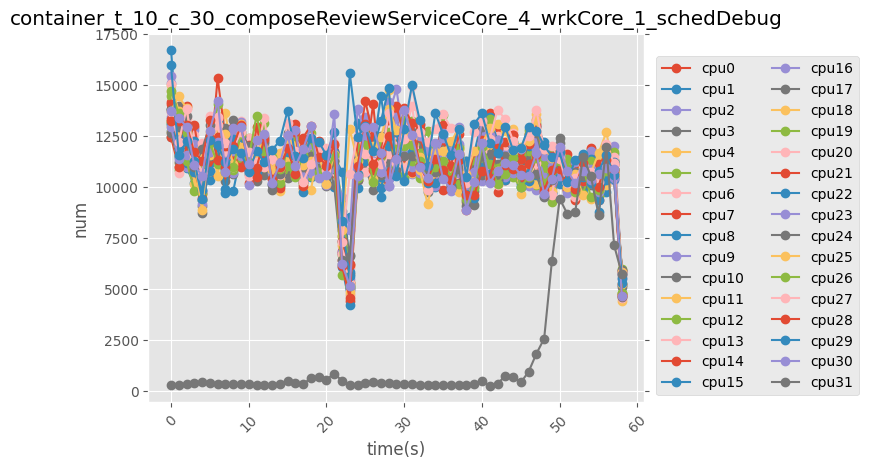 container_t_10_c_30_composeReviewServiceCore_4_wrkCore_1_schedDebug
17500
15000
12500
10000
7500
5000
2500
0
num
0
10
20
30
40
50
60
time(s)
cpu0
cpu1
cpu2
cpu3
cpu4
cpu5
cpu6
cpu7
cpu8
cpu9
cpu10
cpu11
cpu12
cpu13
cpu14
cpu15
cpu16
cpu17
cpu18
cpu19
cpu20
cpu21
cpu22
cpu23
cpu24
cpu25
cpu26
cpu27
cpu28
cpu29
cpu30
cpu31